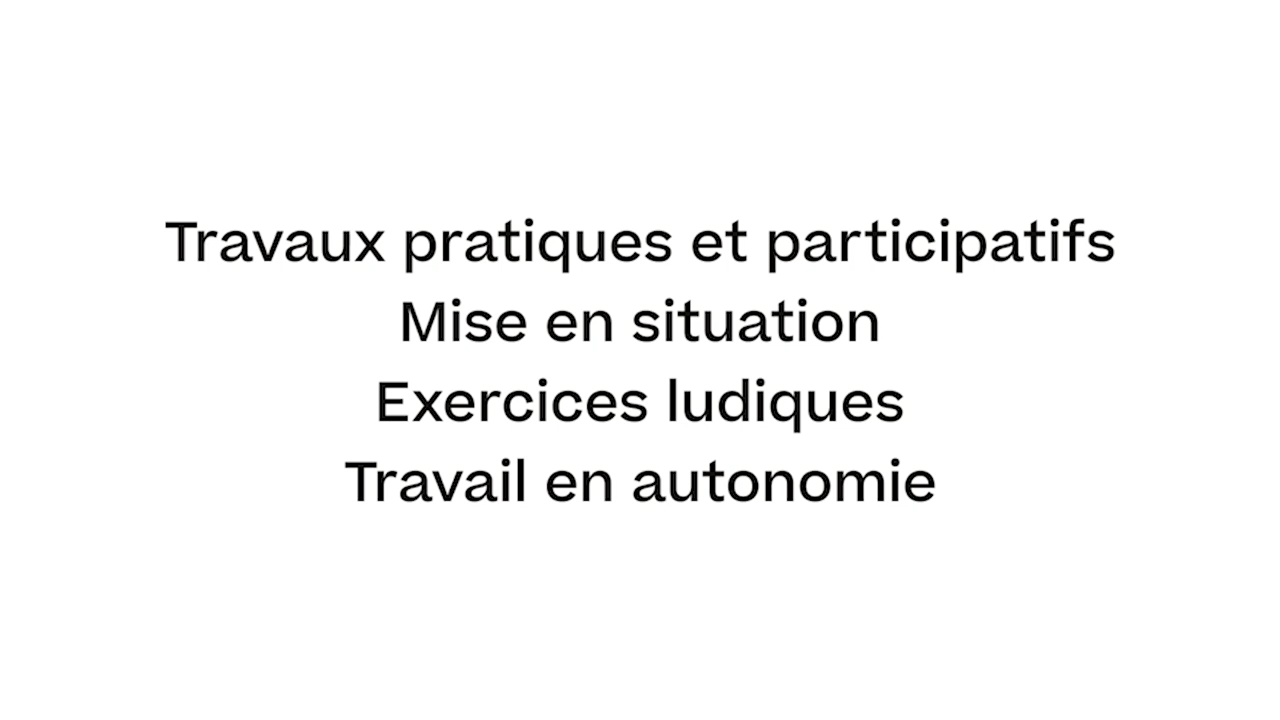 Travaux pratiques et participatifs
Mise en situation
Exercices ludiques
Travail en autonomie